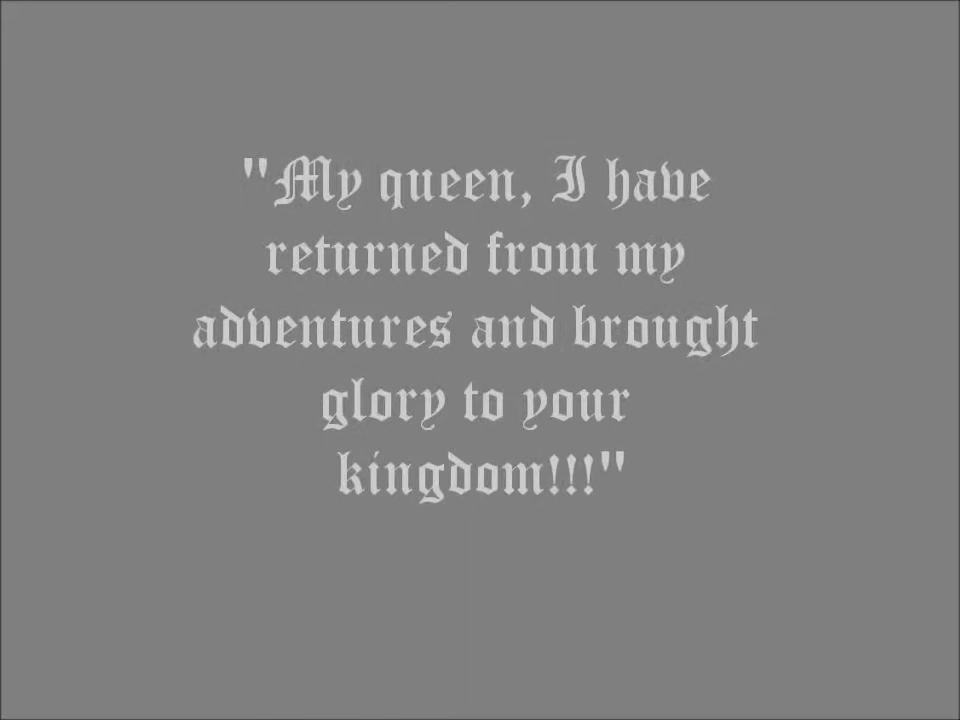 "My queen, I have
returned from my
adventures and brought
glory to your
kingdom!!!"